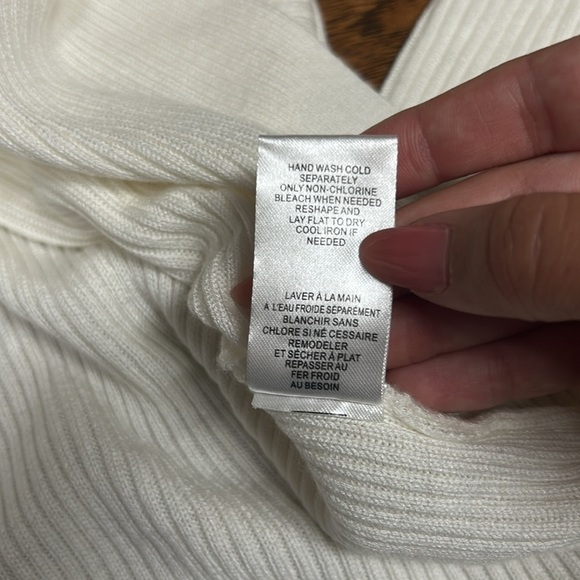 HAND WASH COLD
SEPARATELY
ONLY NON-CHLORINE
BLEACH WHEN NEEDED
RESHAPE AND
LAY FLAT TO DRY
COOL IRON IF
NEEDED
LAVER À LA MAIN
À L'EAU FROIDE SÉPARÉMENT
BLANCHIR SANS
CHLORE SI NÉCESSAIRE
REMODELER
ET SÉCHER À PLAT
REPASSER AU
FER FROID
AU BESOIN